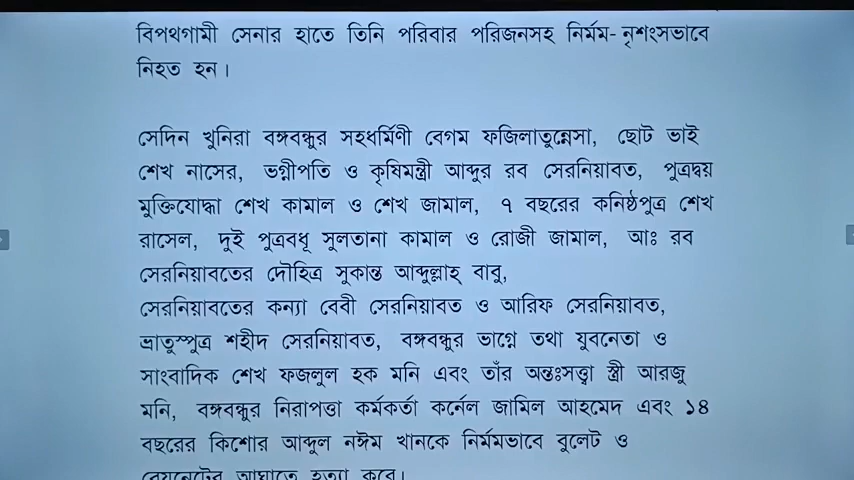 বিপথগামী সেনার হাতে তিনি পরিবার পরিজনসহ নির্মম- নৃশংসভাবে
নিহত হন।
সেদিন খুনিরা বঙ্গবন্ধুর সহধর্মিণী বেগম ফজিলাতুন্নেসা, ছোট ভাই
শেখ নাসের, ভগ্নীপতি ও কৃষিমন্ত্রী আব্দুর রব সেরনিয়াবত, পুত্রদ্বয়
মুক্তিযোদ্ধা শেখ কামাল ও শেখ জামাল, ৭ বছরের কনিষ্ঠপুত্র শেখ
রাসেল, দুই পুত্রবধূ সুলতানা কামাল ও রোজী জামাল, আঃ রব
সেরনিয়াবতের দৌহিত্র সুকান্ত আব্দুল্লাহ বাবু,
সেরনিয়াবতের কন্যা বেবী সেরনিয়াবত ও আরিফ সেরনিয়াবত,
ভ্রাতুস্পুত্র শহীদ সেরনিয়াবত, বঙ্গবন্ধুর ভাগ্নে তথা যুবনেতা ও
সাংবাদিক শেখ ফজলুল হক মনি এবং তাঁর অন্তঃসত্ত্বা স্ত্রী আরজু
মনি, বঙ্গবন্ধুর নিরাপত্তা কর্মকর্তা কর্নেল জামিল আহমেদ এবং ১৪
বছরের কিশোর আব্দুল নঈম খানকে নির্মমভাবে বুলেট ও
বেয়নেটের আঘাতে হত্যা করে।